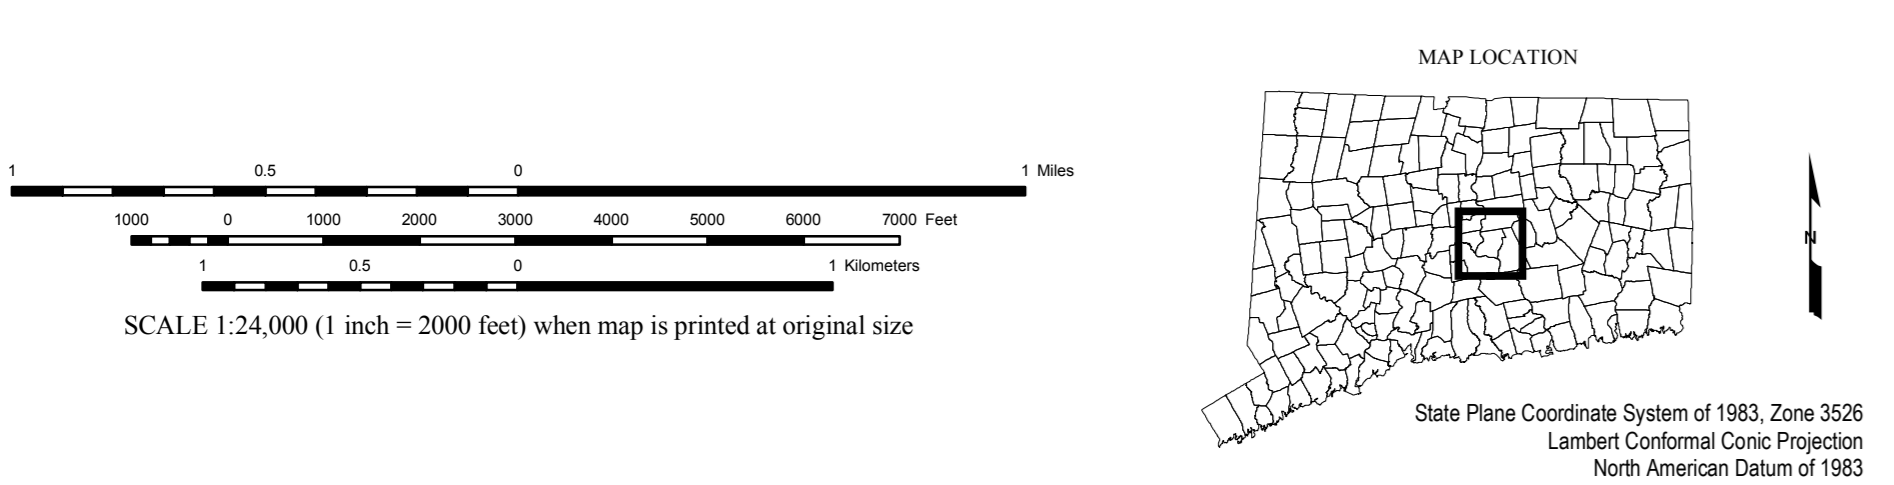 MAP LOCATION
1 0.5 0 1 Miles
1000 0 1000 2000 3000 4000 5000 6000 7000 Feet
1 0.5 0 1 Kilometers
SCALE 1:24,000 (1 inch = 2000 feet) when map is printed at original size
N
State Plane Coordinate System of 1983, Zone 3526
Lambert Conformal Conic Projection
North American Datum of 1983